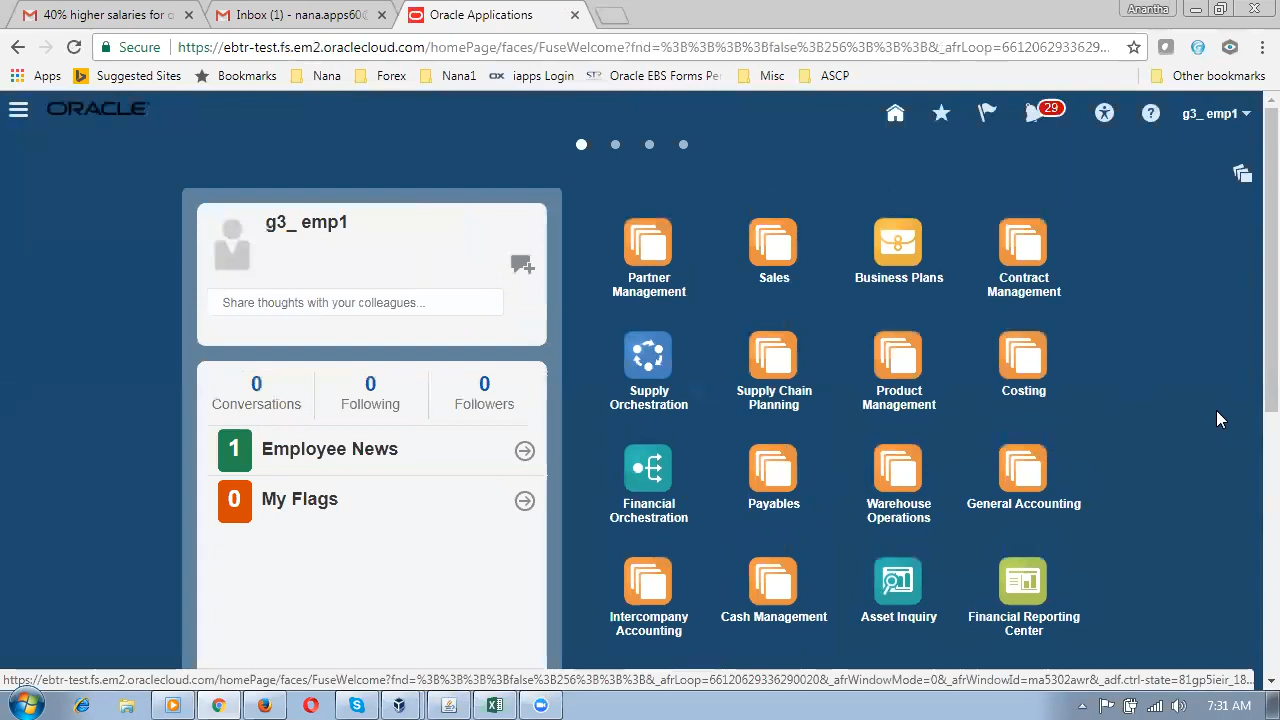 40% higher salaries for o
Inbox (1) - nana.apps60@
Oracle Applications
Anantha
Secure
https://ebtr-test.fs.em2.oraclecloud.com/homePage/faces/FuseWelcome?fnd=%3B%3B%3B%3Bfalse%3B256%3B%3B%3B&_afrLoop=6612062933629...
Apps
Suggested Sites
Bookmarks
Nana
Forex
Nana1
OX iapps Login
Oracle EBS Forms Pe
Misc
ASCP
Other bookmarks
ORACLE
29
g3_ emp1
g3_ emp1
Share thoughts with your colleagues...
0
Conversations
0
Following
0
Followers
1 Employee News
0 My Flags
Partner
Management
Sales
Business Plans
Contract
Management
Supply
Orchestration
Supply Chain
Planning
Product
Management
Costing
Financial
Orchestration
Payables
Warehouse
Operations
General Accounting
Intercompany
Accounting
Cash Management
Asset Inquiry
Financial Reporting
Center
https://ebtr-test.fs.em2.oraclecloud.com/homePage/faces/FuseWelcome?fnd=%3B%3B%3B%3Bfalse%3B256%3B%3B%3B&_afrLoop=66120629336290020&_afrWindowMode=0&_afrWindowId=ma5302awr&_adf.ctrl-state=81gp5ieir_18...
7:31 AM